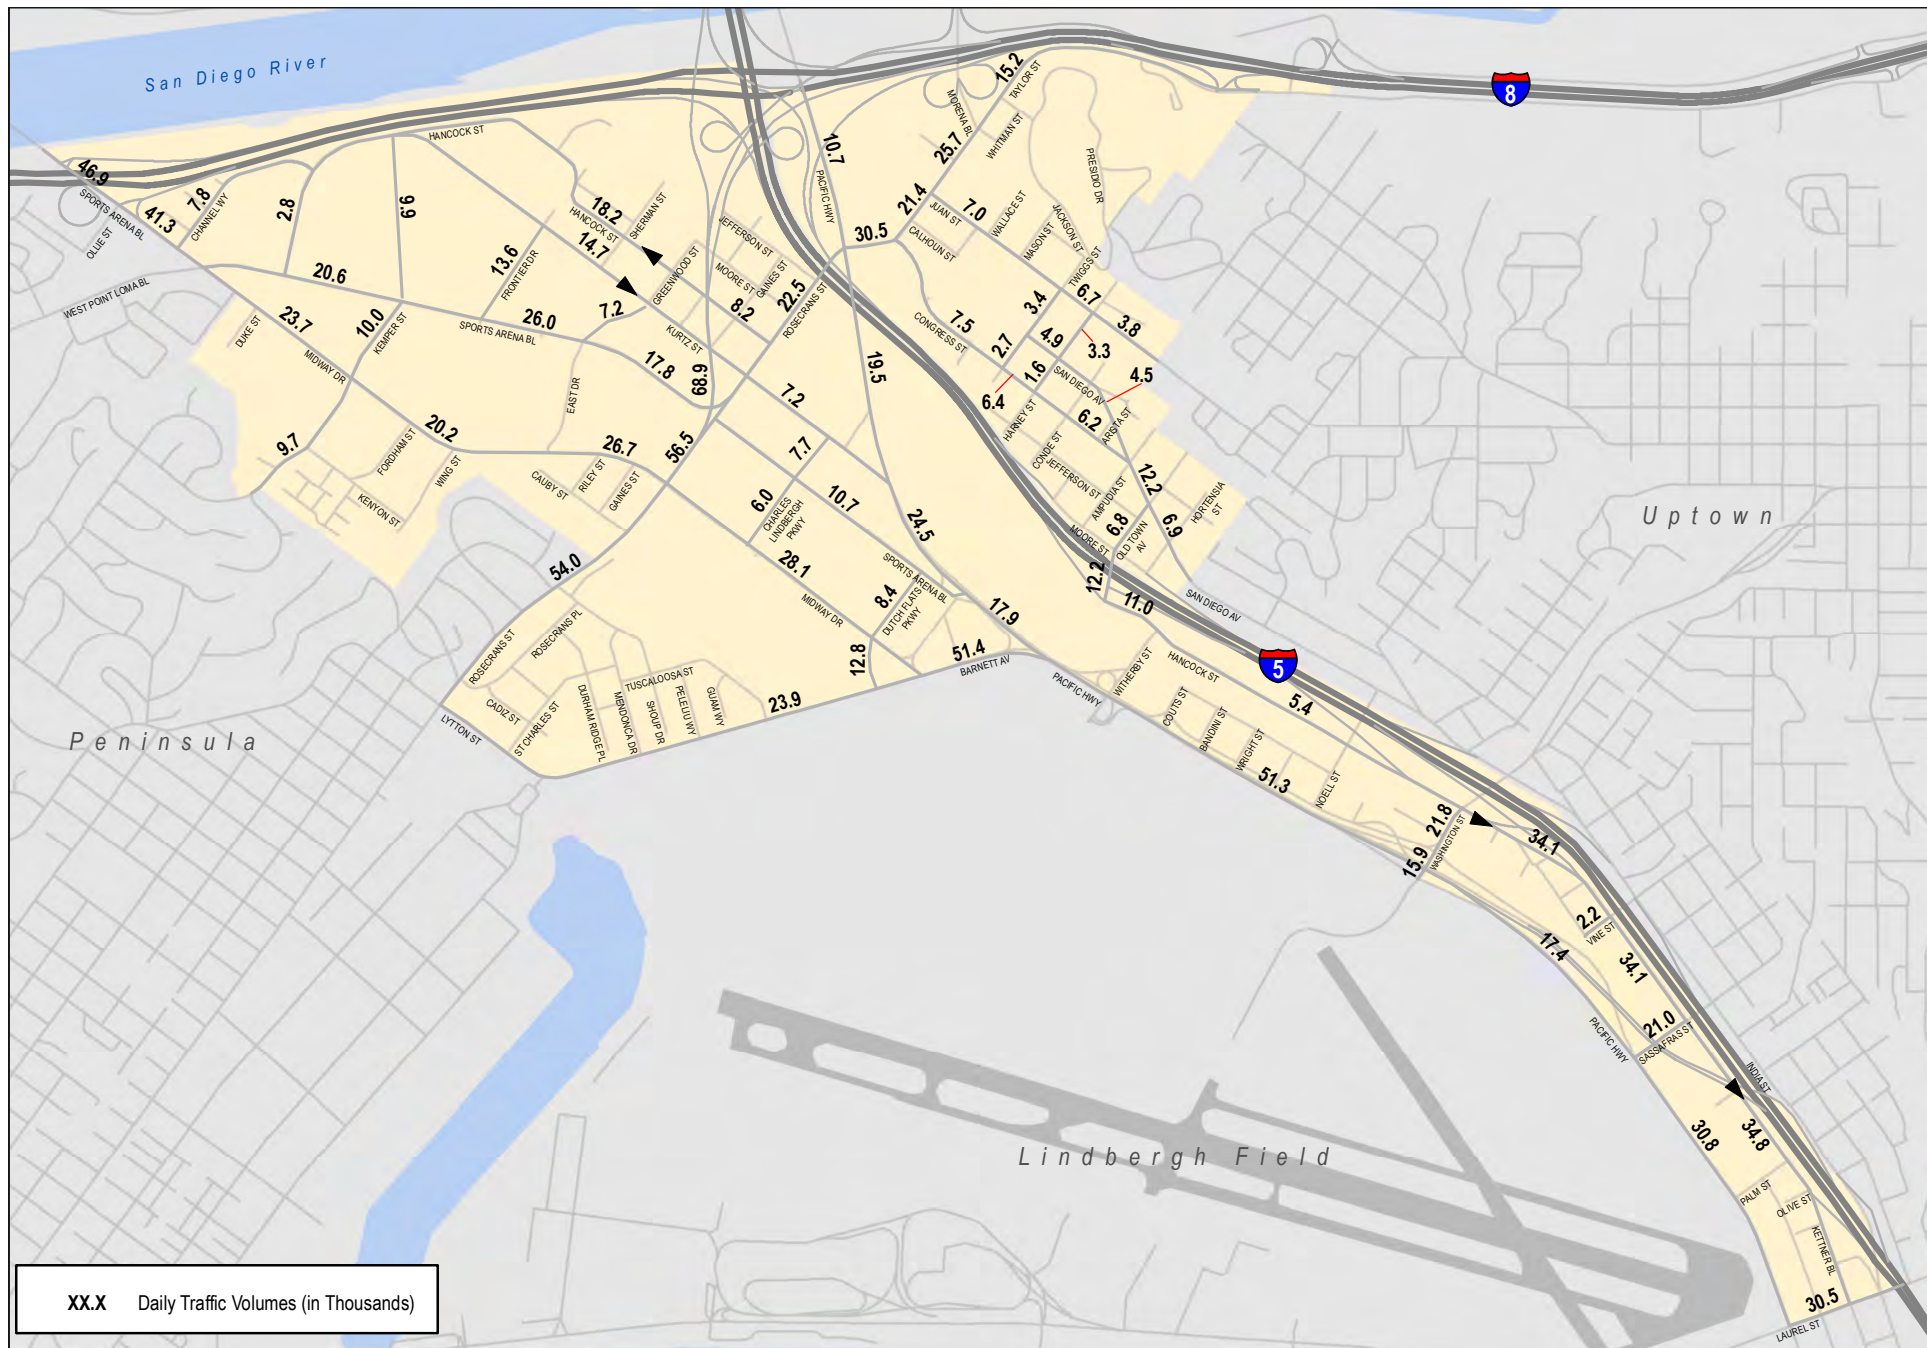 San Diego River
8
15.2
TAYLOR ST
MORENA BL
WHITMAN ST
25.7
10.7
PACIFIC HWY
PRESIDIO DR
HANCOCK ST
46.9
SPORTS ARENA BL
41.3
7.8
CHANNEL WY
OLLIE ST
2.8
9.9
WEST POINT LOMA BL
20.6
13.6
FRONTIER DR
18.2
HANCOCK ST
SHERMAN ST
14.7
GREENWOOD ST
JEFFERSON ST
MOORE ST
GAINES ST
8.2
22.5
ROSECRANS ST
30.5
21.4
JUAN ST
7.0
CALHOUN ST
WALLACE ST
MASON ST
JACKSON ST
TWIGGS ST
6.7
3.4
3.8
7.5
CONGRESS ST
2.7
4.9
3.3
4.5
1.6
SAN DIEGO AV
6.4
6.2
ARISTA ST
HARNEY ST
CONDE ST
JEFFERSON ST
AMPUDIA ST
12.2
HORTENSIA
ST
6.9
6.8
OLD TOWN
AV
MOORE ST
12.2
11.0
SAN DIEGO AV
23.7
DUKE ST
MIDWAY DR
10.0
KEMPER ST
SPORTS ARENA BL
26.0
7.2
KURTZ ST
17.8
68.9
19.5
7.2
EAST DR
9.7
FORDHAM ST
20.2
WING ST
KENYON ST
26.7
CAUBY ST
RILEY ST
GAINES ST
56.5
7.7
6.0
CHARLES
LINDBERGH
PKWY
10.7
24.5
SPORTS ARENA BL
28.1
MIDWAY DR
8.4
DUTCH FLATS
PKWY
17.9
54.0
ROSECRANS ST
ROSECRANS PL
12.8
51.4
BARNETT AV
PACIFIC HWY
WITHERBY ST
HANCOCK ST
5
5.4
COUTS ST
BANDINI ST
WRIGHT ST
51.3
NOELL ST
TUSCALOOSA ST
DURHAM RIDGE PL
MENDONCA DR
SHOUP DR
PELELIU WY
GUAM WY
23.9
CADIZ ST
ST CHARLES ST
LYTTON ST
Peninsula
Uptown
21.8
WASHINGTON ST
15.9
34.1
2.2
VINE ST
17.4
34.1
21.0
SASSAFRAS ST
PACIFIC HWY
INDIA ST
30.8
34.8
PALM ST
OLIVE ST
KETTNER BL
30.5
LAUREL ST
Lindbergh Field
XX.X Daily Traffic Volumes (in Thousands)